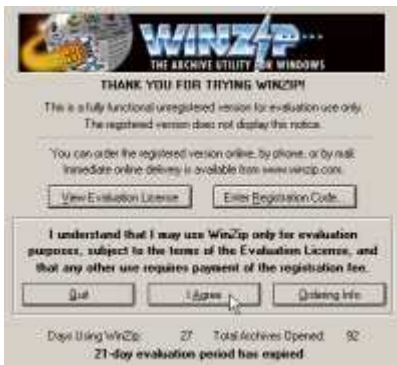 WINZIP
THE ARCHIVE UTILITY FOR WINDOWS
THANK YOU FOR TRYING WINZIP!
This is a fully functional unregistered version for evaluation use only.
The registered version does not display this notice.
You can order the registered version online, by phone, or by mail.
Immediate online delivery is available from www.winzip.com.
View Evaluation License
Enter Registration Code...
I understand that I may use WinZip only for evaluation
purposes, subject to the terms of the Evaluation License, and
that any other use requires payment of the registration fee.
Quit
I Agree
Ordering Info
Days Using WinZip: 27 Total Archives Opened: 92
21-day evaluation period has expired